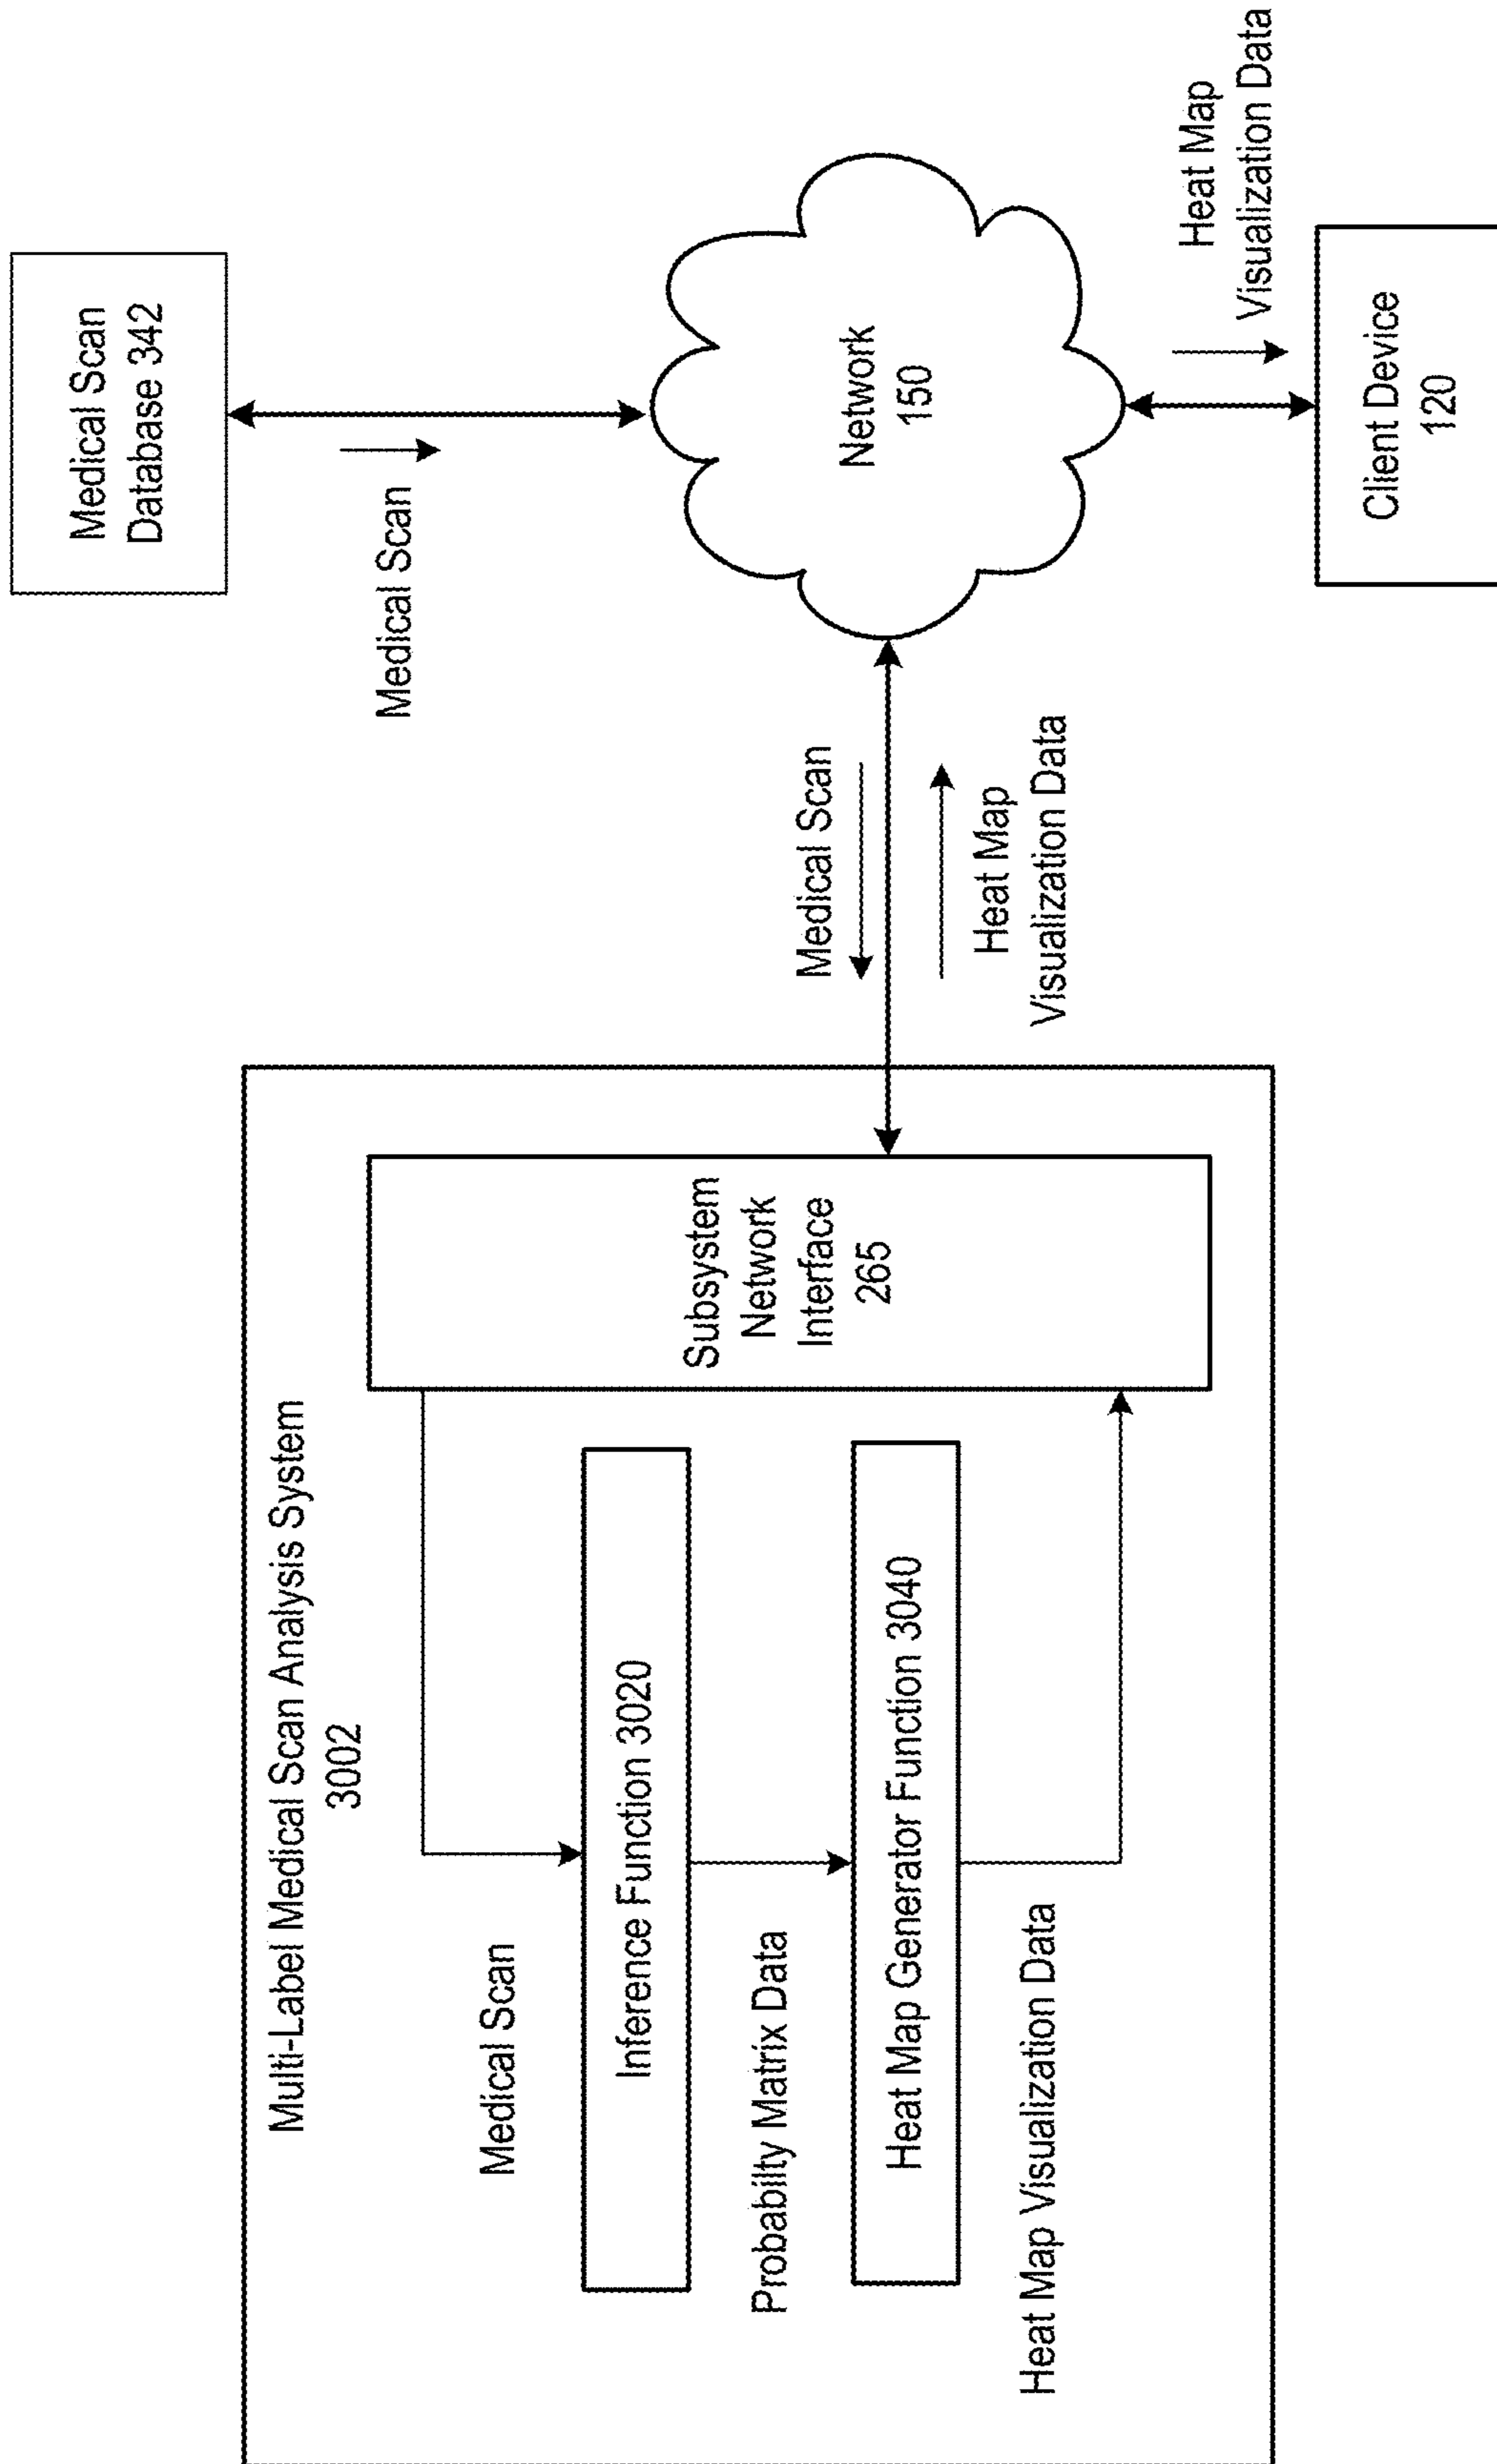 Multi-Label Medical Scan Analysis System
3002
Medical Scan
Inference Function 3020
Probabilty Matrix Data
Heat Map Generator Function 3040
Heat Map Visualization Data
Subsystem
Network
Interface
265
Medical Scan
Heat Map
Visualization Data
Medical Scan
Database 342
Medical Scan
Network
150
Heat Map
Visualization Data
Client Device
120